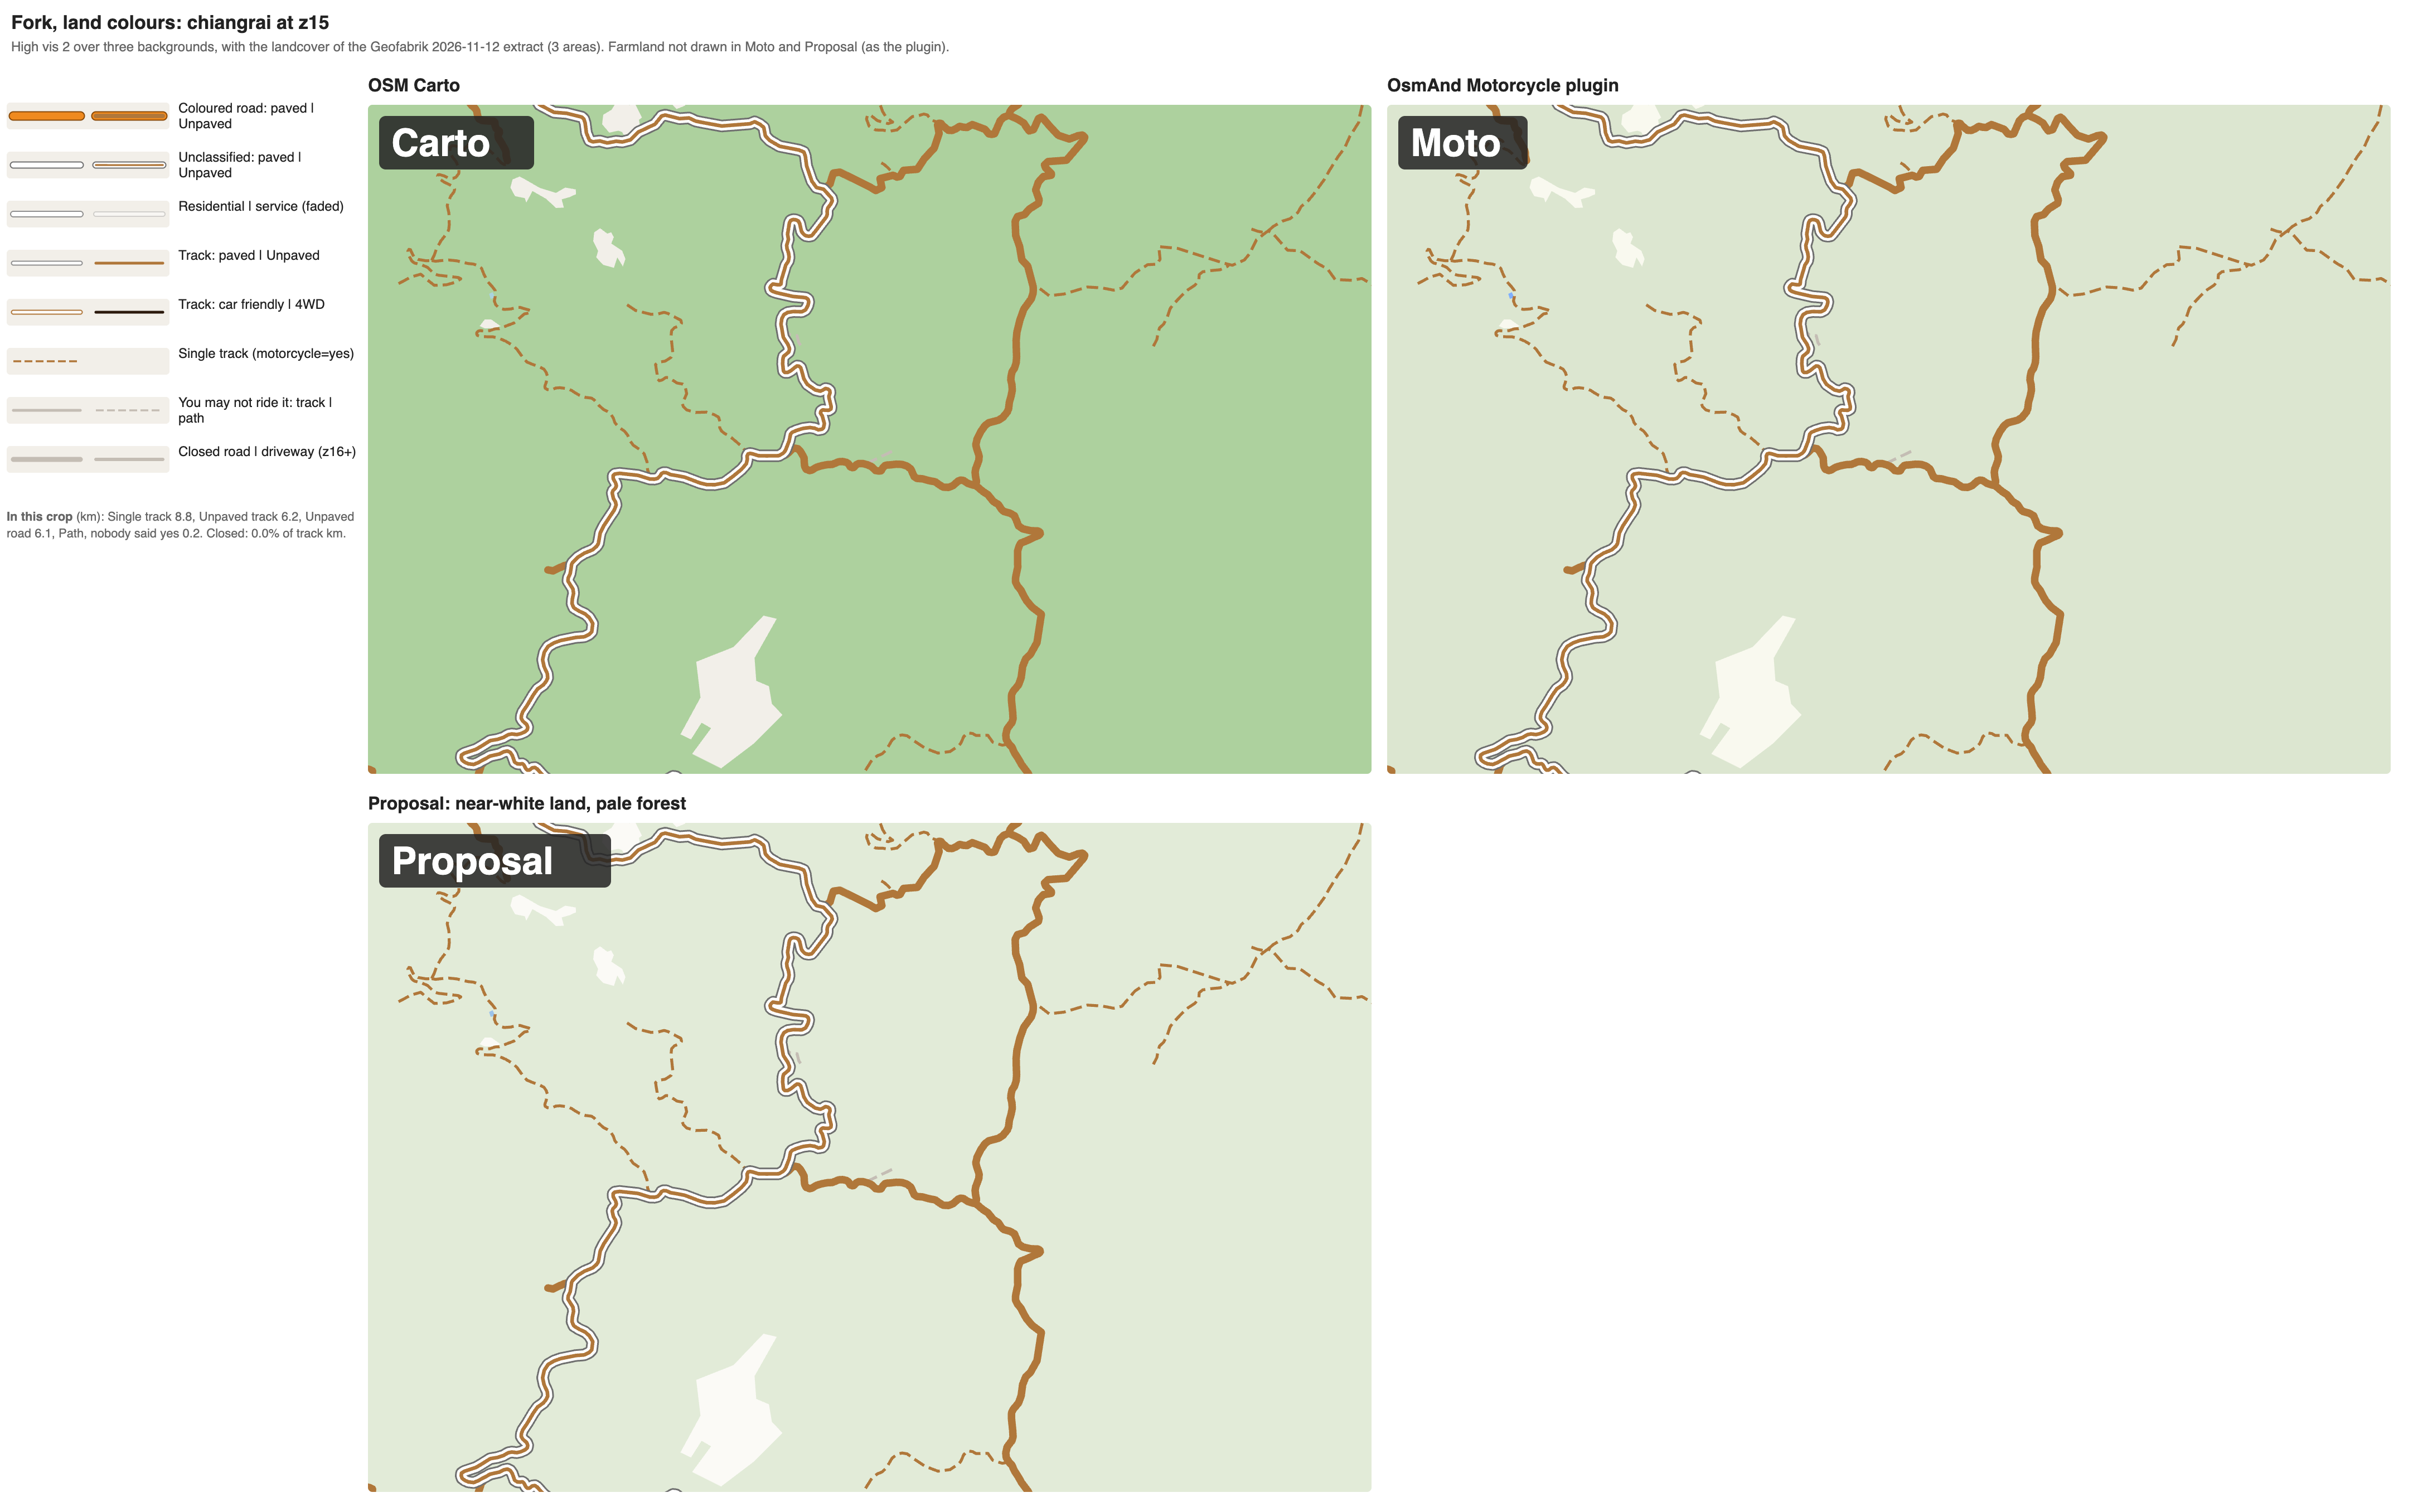 Fork, land colours: chiangrai at z15
High vis 2 over three backgrounds, with the landcover of the Geofabrik 2026-11-12 extract (3 areas). Farmland not drawn in Moto and Proposal (as the plugin).
Coloured road: paved |
Unpaved
Unclassified: paved |
Unpaved
Residential | service (faded)
Track: paved | Unpaved
Track: car friendly | 4WD
Single track (motorcycle=yes)
You may not ride it: track |
path
Closed road | driveway (z16+)
In this crop (km): Single track 8.8, Unpaved track 6.2, Unpaved
road 6.1, Path, nobody said yes 0.2. Closed: 0.0% of track km.
OSM Carto
Carto
OsmAnd Motorcycle plugin
Moto
Proposal: near-white land, pale forest
Proposal